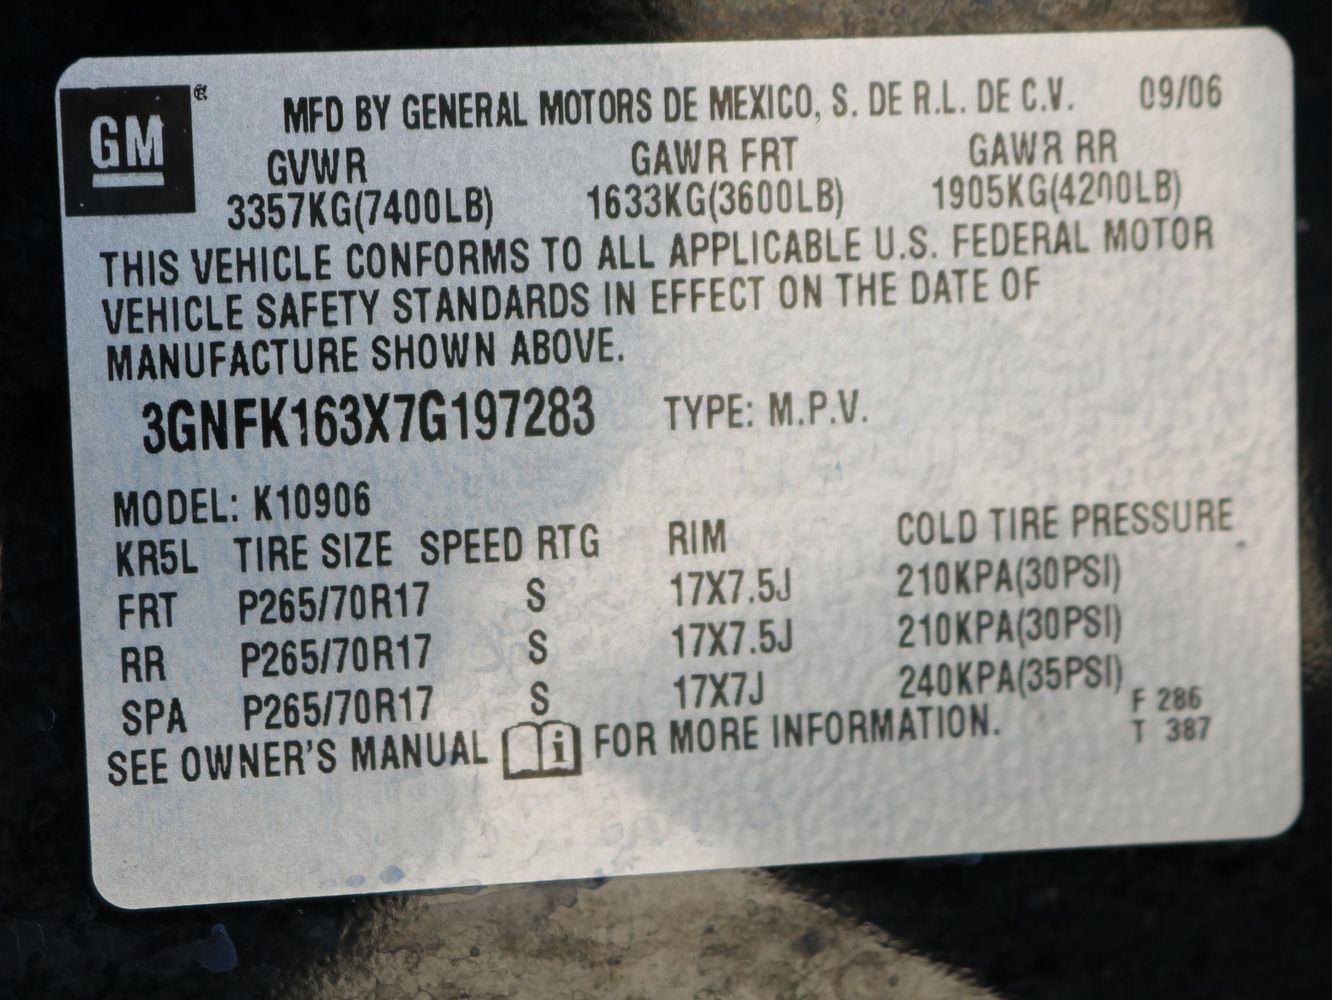 GM ®
MFD BY GENERAL MOTORS DE MEXICO, S. DE R.L. DE C.V. 09/06
GVWR GAWR FRT GAWR RR
3357KG(7400LB) 1633KG(3600LB) 1905KG(4200LB)
THIS VEHICLE CONFORMS TO ALL APPLICABLE U.S. FEDERAL MOTOR
VEHICLE SAFETY STANDARDS IN EFFECT ON THE DATE OF
MANUFACTURE SHOWN ABOVE.
3GNFK163X7G197283 TYPE: M.P.V.
MODEL: K10906
KR5L TIRE SIZE SPEED RTG RIM COLD TIRE PRESSURE
FRT P265/70R17 S 17X7.5J 210KPA(30PSI)
RR P265/70R17 S 17X7.5J 210KPA(30PSI)
SPA P265/70R17 S 17X7J 240KPA(35PSI)
SEE OWNER'S MANUAL i FOR MORE INFORMATION.
F 286
T 387